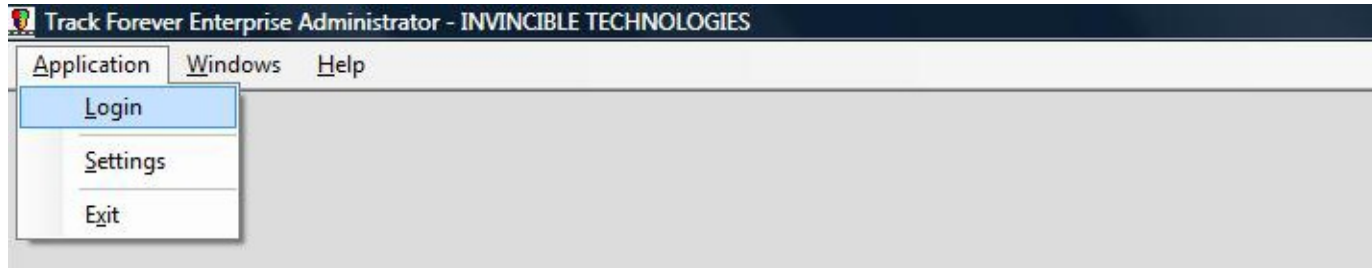 Track Forever Enterprise Administrator - INVINCIBLE TECHNOLOGIES
Application Windows Help
Login
Settings
Exit